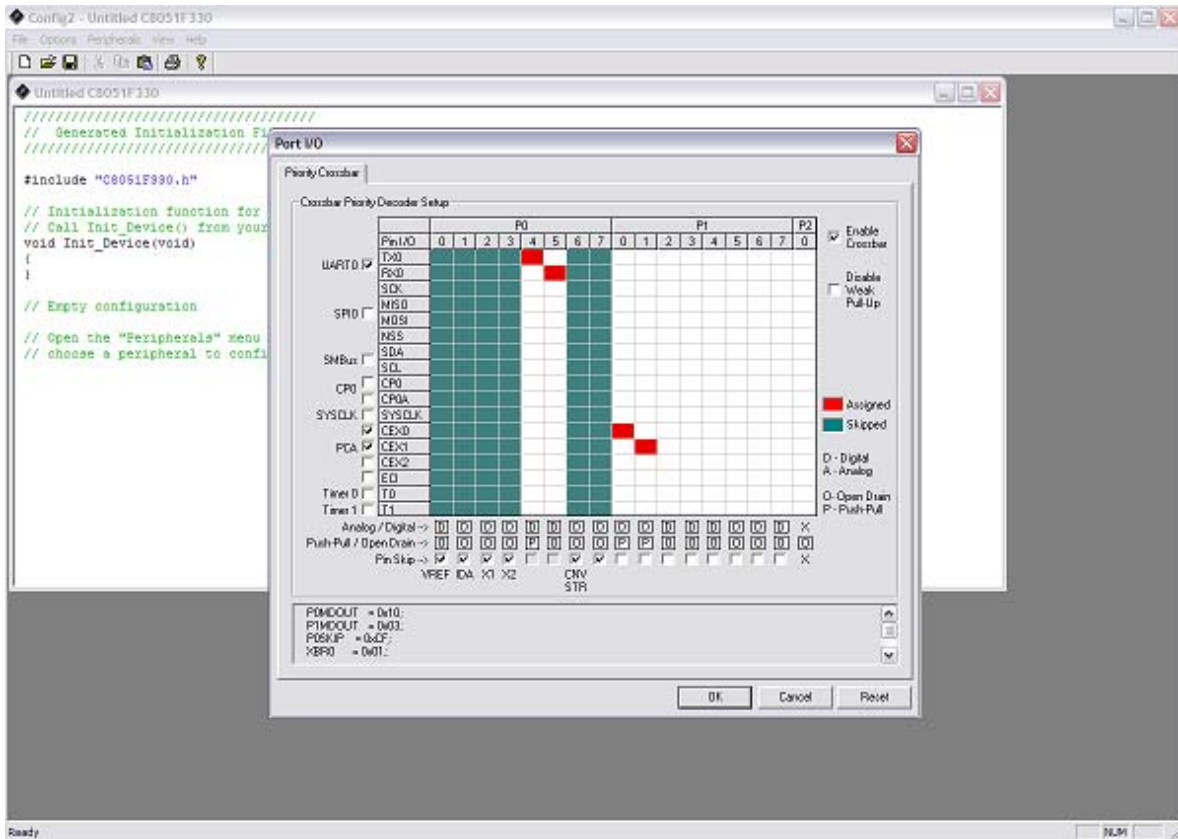 Config2 - Untitled C8051F330
File Options Peripherals View Help
Untitled C8051F330
/////////////////////////////////////
// Generated Initialization Fi
#include "C8051F330.h"
// Initialization function for
// Call Init_Device() from your
void Init_Device(void)
{
}
// Empty configuration
// Open the "Peripherals" menu
// choose a peripheral to confi
Port I/O
Priority Crossbar
Crossbar Priority Decoder Setup
P0 P1 P2
Pin I/O 0 1 2 3 4 5 6 7 0 1 2 3 4 5 6 7 0
UART0 TX0
RX0
SCK
SPI0 MISO
MOSI
NSS
SMBus SDA
SCL
CP0 CP0
CP0A
SYSCLK SYSCLK
CEX0
PCA CEX1
CEX2
ECI
Timer 0 T0
Timer 1 T1
Analog / Digital -> D D D D D D D D D D D D D D D D X
Push-Pull / Open Drain -> O O O O P O O O P P O O O O O O O
Pin Skip -> X
VREF IDA X1 X2 CNV
STR
Enable
Crossbar
Disable
Weak
Pull-Up
Assigned
Skipped
D - Digital
A - Analog
O- Open Drain
P - Push-Pull
P0MDOUT = 0x10;
P1MDOUT = 0x03;
P0SKIP = 0xCF;
XBR0 = 0x01;
OK Cancel Reset
Ready
NUM